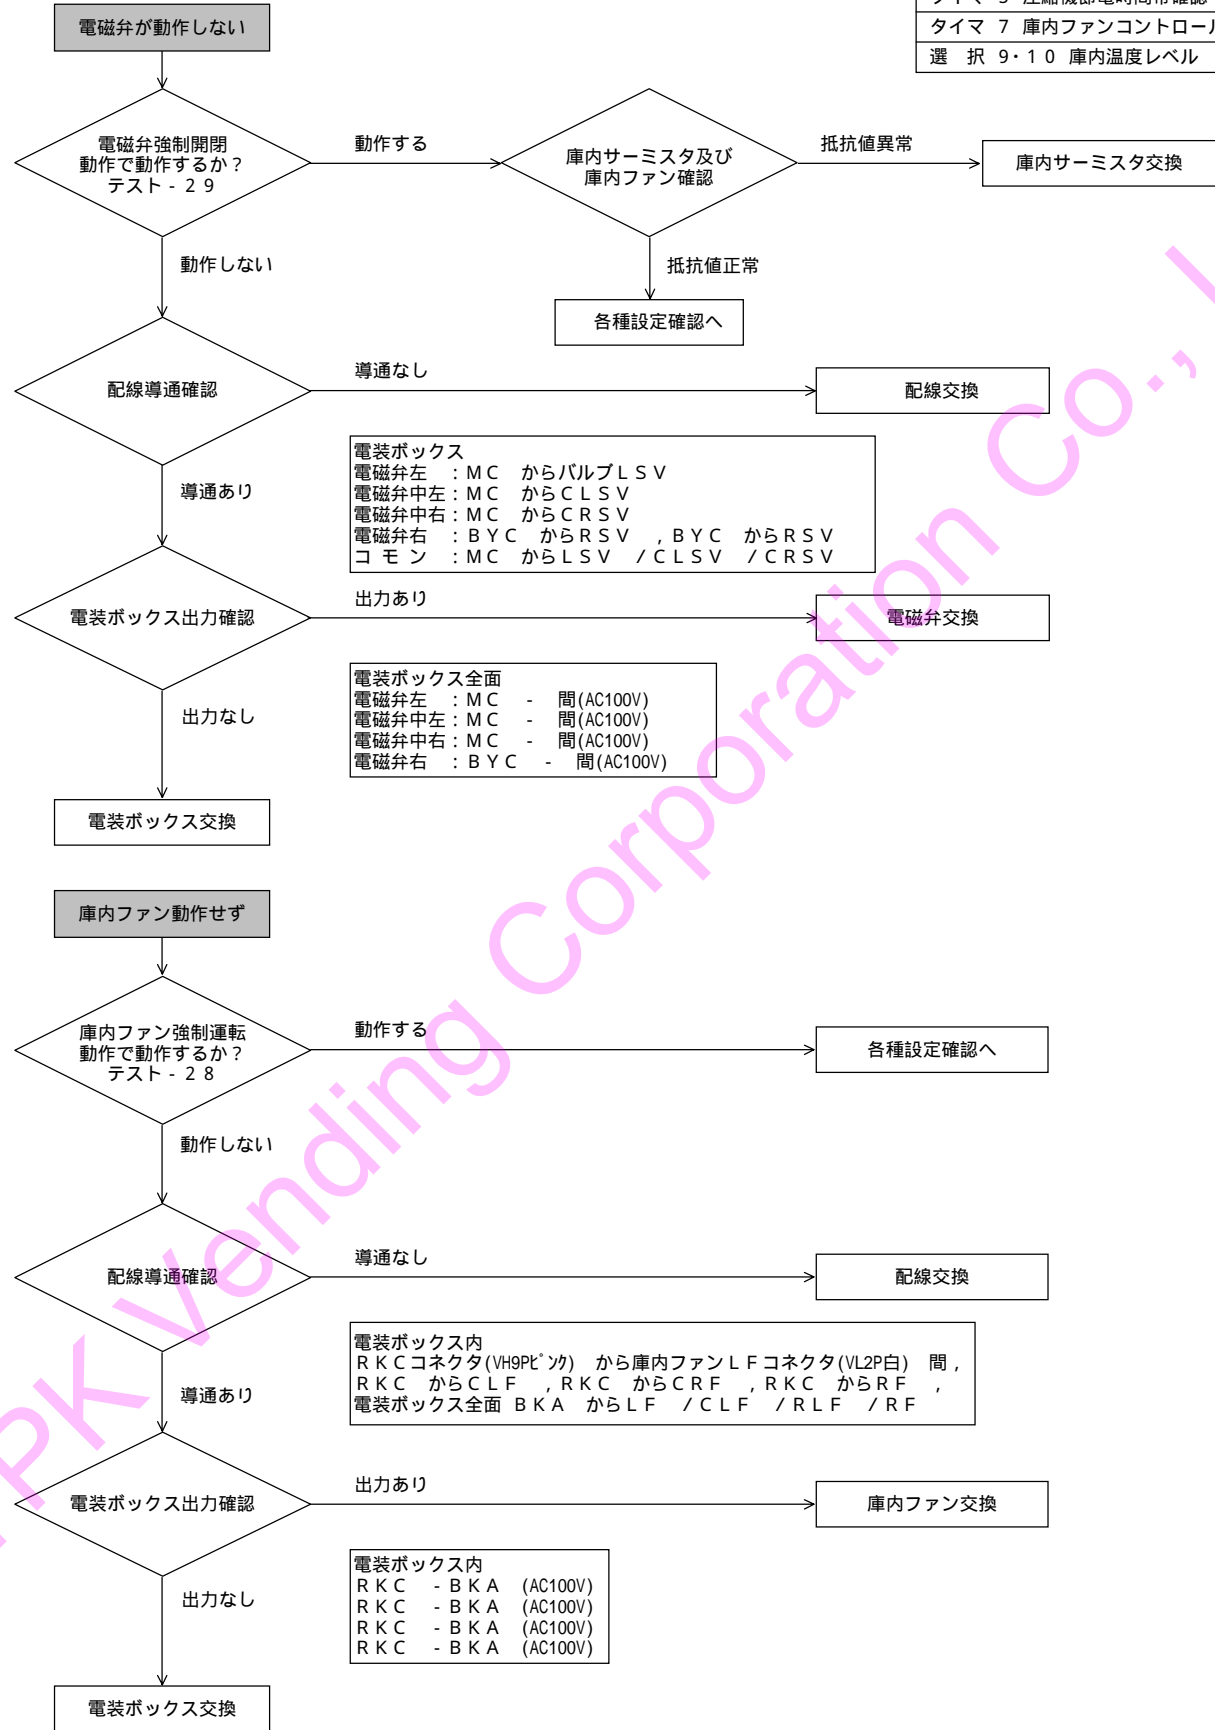 電磁弁が動作しない
タイマ 7 庫内ファンコントロール
選　択 9・10 庫内温度レベル
電磁弁強制開閉
動作で動作するか？
テスト - 29
動作する
庫内サーミスタ及び
庫内ファン確認
抵抗値異常
庫内サーミスタ交換
動作しない
抵抗値正常
各種設定確認へ
配線導通確認
導通なし
配線交換
導通あり
電装ボックス
電磁弁左　：MC　からバルブLSV
電磁弁中左：MC　からCLSV
電磁弁中右：MC　からCRSV
電磁弁右　：BYC　からRSV　，BYC　からRSV
コ モ ン　：MC　からLSV　/CLSV　/CRSV
電装ボックス出力確認
出力あり
電磁弁交換
出力なし
電装ボックス全面
電磁弁左　：MC　-　間(AC100V)
電磁弁中左：MC　-　間(AC100V)
電磁弁中右：MC　-　間(AC100V)
電磁弁右　：BYC　-　間(AC100V)
電装ボックス交換
庫内ファン動作せず
庫内ファン強制運転
動作で動作するか？
テスト - 28
動作する
各種設定確認へ
動作しない
配線導通確認
導通なし
配線交換
導通あり
電装ボックス内
RKCコネクタ(VH9Pﾋﾟﾝｸ)　から庫内ファンLFコネクタ(VL2P白)　間，
RKC　からCLF　，RKC　からCRF　，RKC　からRF　，
電装ボックス全面 BKA　からLF　/CLF　/RLF　/RF
電装ボックス出力確認
出力あり
庫内ファン交換
出力なし
電装ボックス内
RKC　- BKA　(AC100V)
RKC　- BKA　(AC100V)
RKC　- BKA　(AC100V)
RKC　- BKA　(AC100V)
電装ボックス交換
PK Vending Corporation Co.,